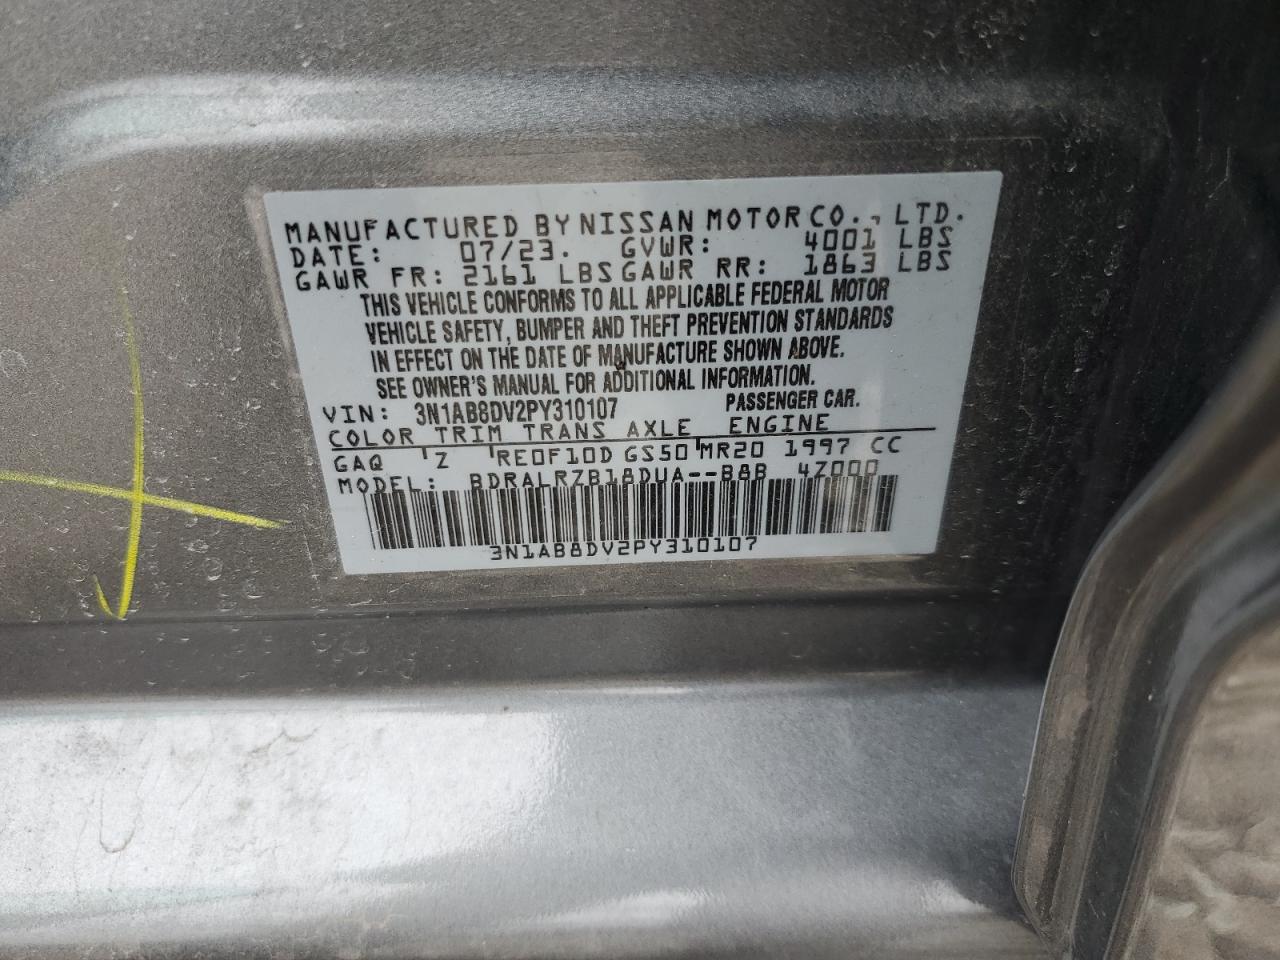 MANUFACTURED BY NISSAN MOTOR CO., LTD.
DATE: 07/23. GVWR: 4001 LBS
GAWR FR: 2161 LBS GAWR RR: 1863 LBS
THIS VEHICLE CONFORMS TO ALL APPLICABLE FEDERAL MOTOR
VEHICLE SAFETY, BUMPER AND THEFT PREVENTION STANDARDS
IN EFFECT ON THE DATE OF MANUFACTURE SHOWN ABOVE.
SEE OWNER'S MANUAL FOR ADDITIONAL INFORMATION.
VIN: 3N1AB8DV2PY310107 PASSENGER CAR.
COLOR TRIM TRANS AXLE ENGINE
GAQ Z RE0F10D GS50 MR20 1997 CC
MODEL: BDRALRZB18DUA--B8B 4Z000
3N1AB8DV2PY310107